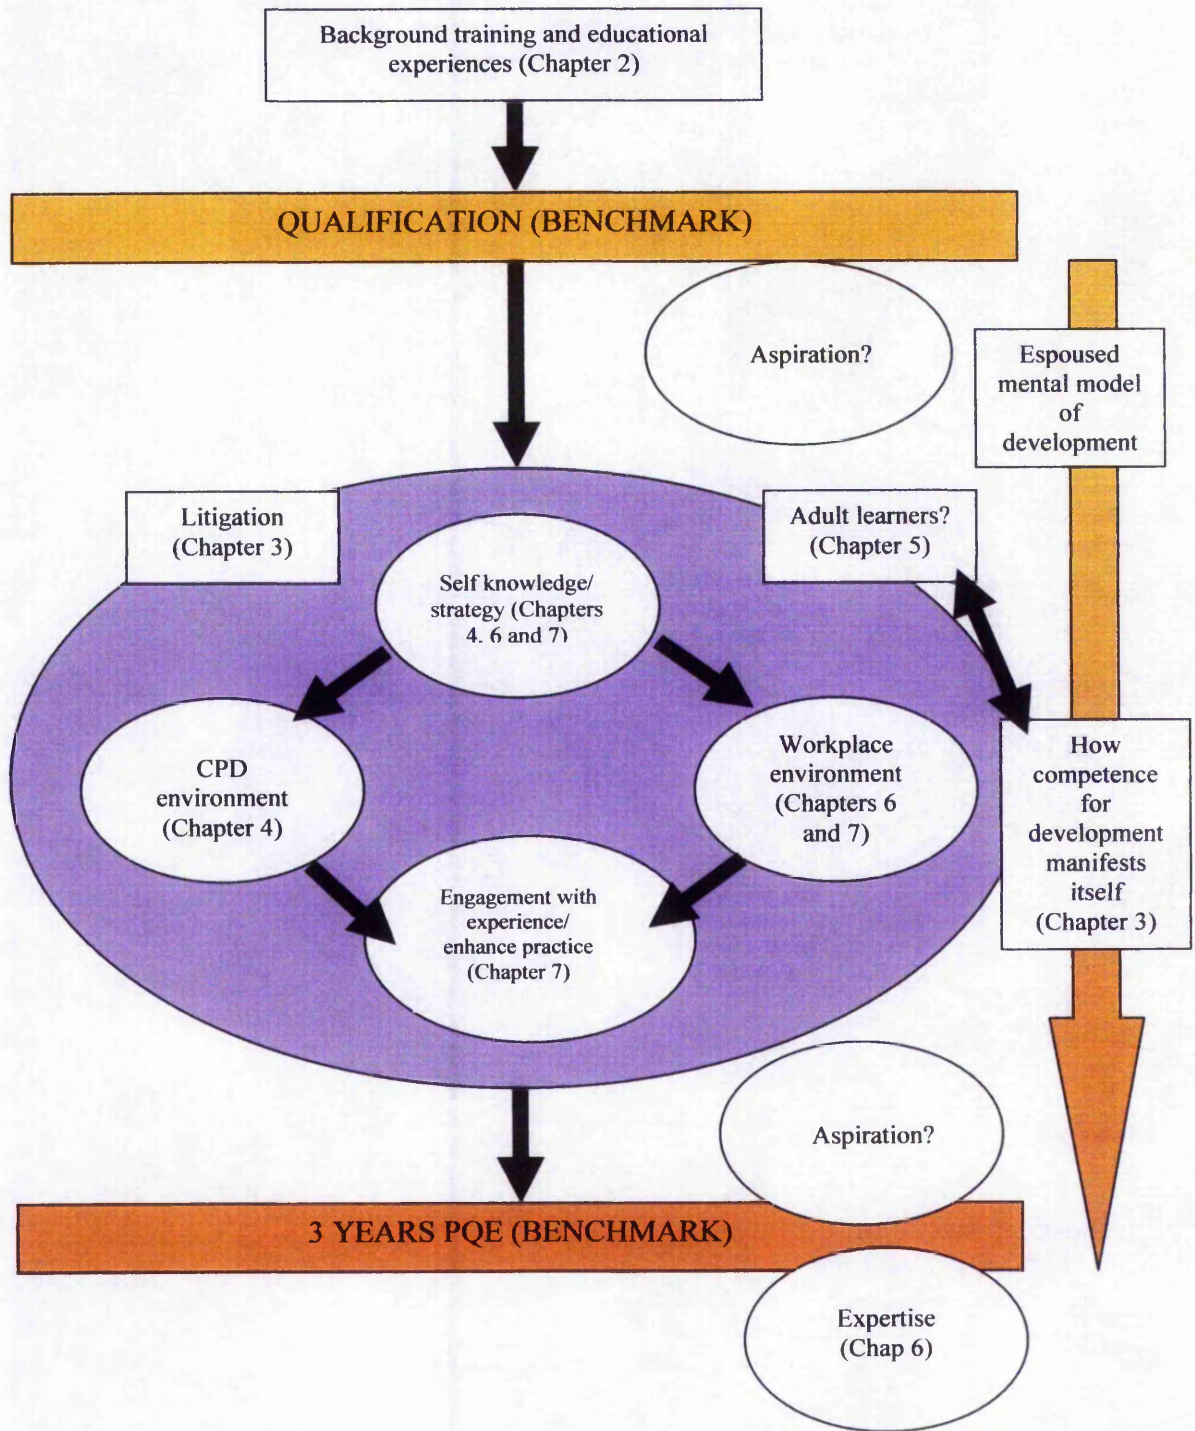 Background training and educational
experiences (Chapter 2)
QUALIFICATION (BENCHMARK)
Aspiration?
Espoused
mental model
of
development
Litigation
(Chapter 3)
Adult learners?
(Chapter 5)
Self knowledge/
strategy (Chapters
4, 6 and 7)
CPD
environment
(Chapter 4)
Workplace
environment
(Chapters 6
and 7)
How
competence
for
development
manifests
itself
(Chapter 3)
Engagement with
experience/
enhance practice
(Chapter 7)
Aspiration?
3 YEARS PQE (BENCHMARK)
Expertise
(Chap 6)